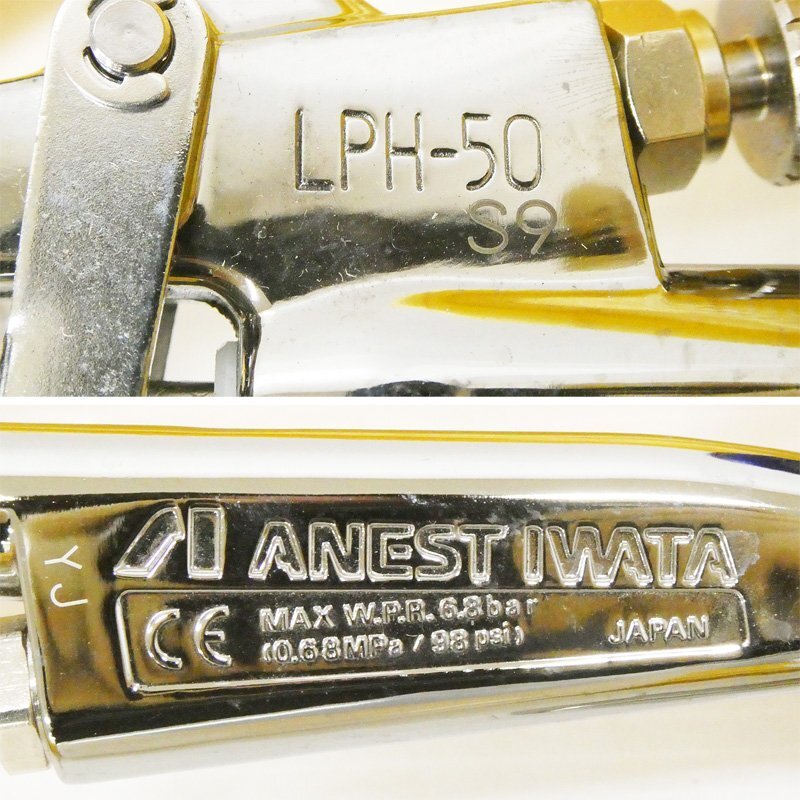 LPH-50
S9
YJ
ANEST IWATA
CE MAX W.P.R. 6.8bar
(0.68MPa / 98 psi) JAPAN